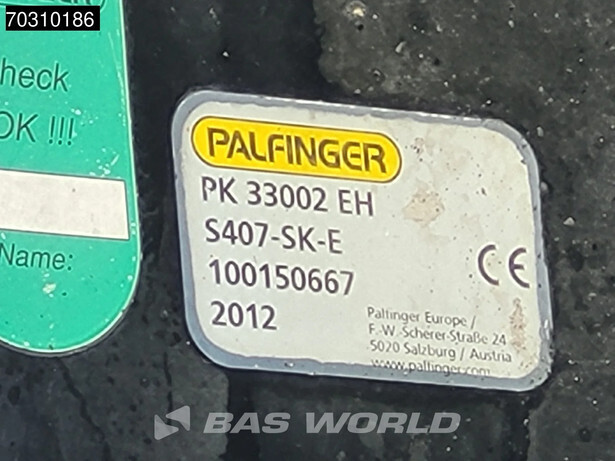 70310186
check
OK !!!
Name:
PALFINGER
PK 33002 EH
S407-SK-E
100150667
2012
CE
Palfinger Europe /
F.-W.-Scherer-Straße 24
5020 Salzburg / Austria
www.palfinger.com
BAS WORLD